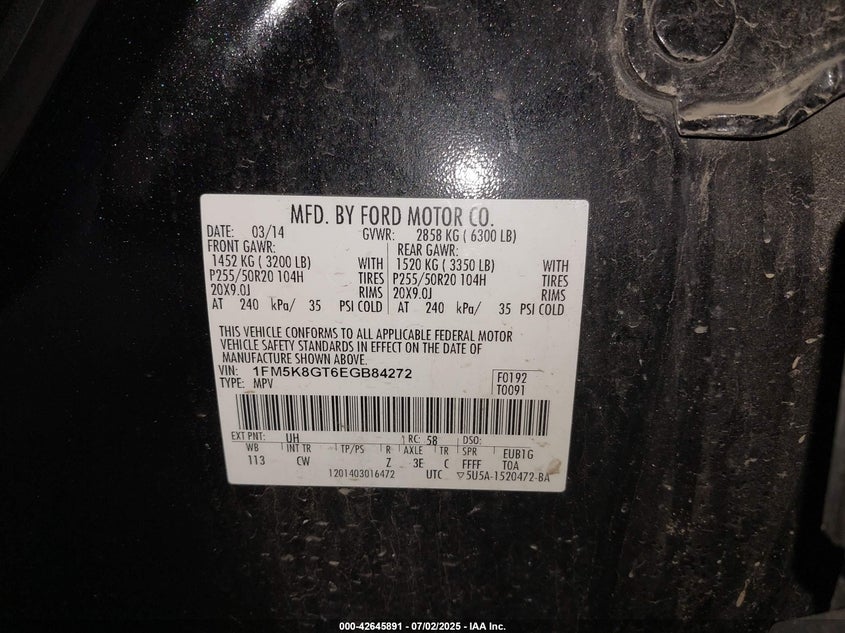 MFD. BY FORD MOTOR CO.
DATE: 03/14 GVWR: 2858 KG ( 6300 LB)
FRONT GAWR: REAR GAWR:
1452 KG ( 3200 LB) WITH 1520 KG ( 3350 LB) WITH
P255/50R20 104H TIRES P255/50R20 104H TIRES
20X9.0J RIMS 20X9.0J RIMS
AT 240 kPa/ 35 PSI COLD AT 240 kPa/ 35 PSI COLD
THIS VEHICLE CONFORMS TO ALL APPLICABLE FEDERAL MOTOR
VEHICLE SAFETY STANDARDS IN EFFECT ON THE DATE OF
MANUFACTURE SHOWN ABOVE.
VIN: 1FM5K8GT6EGB84272 F0192
TYPE: MPV T0091
EXT PNT: UH RC: 58 DSO:
WB INT TR TP/PS R AXLE TR SPR EUB1G
113 CW Z 3E C FFFF TOA
1201403016472 UTC ▽5U5A-1520472-BA
000-42645891 - 07/02/2025 - IAA Inc.